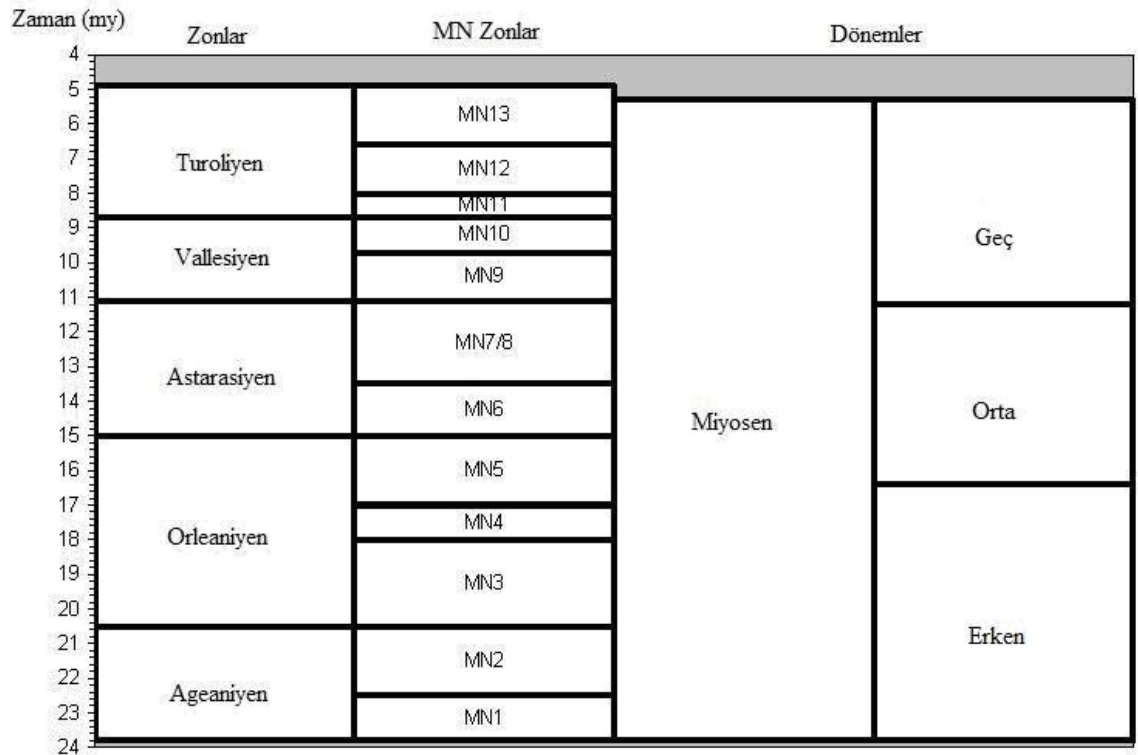 Zaman (my) Zonlar MN Zonlar Dönemler
4
5
MN13
6
7
Turoliyen MN12
8
MN11
9
MN10 Geç
Vallesiyen
10
MN9
11
12
MN7/8
13
Astarasiyen
14
MN6 Orta
Miyosen
15
16
MN5
17
MN4
18
Orleaniyen
19
MN3
20
21
Erken
MN2
22
Ageaniyen
23
MN1
24